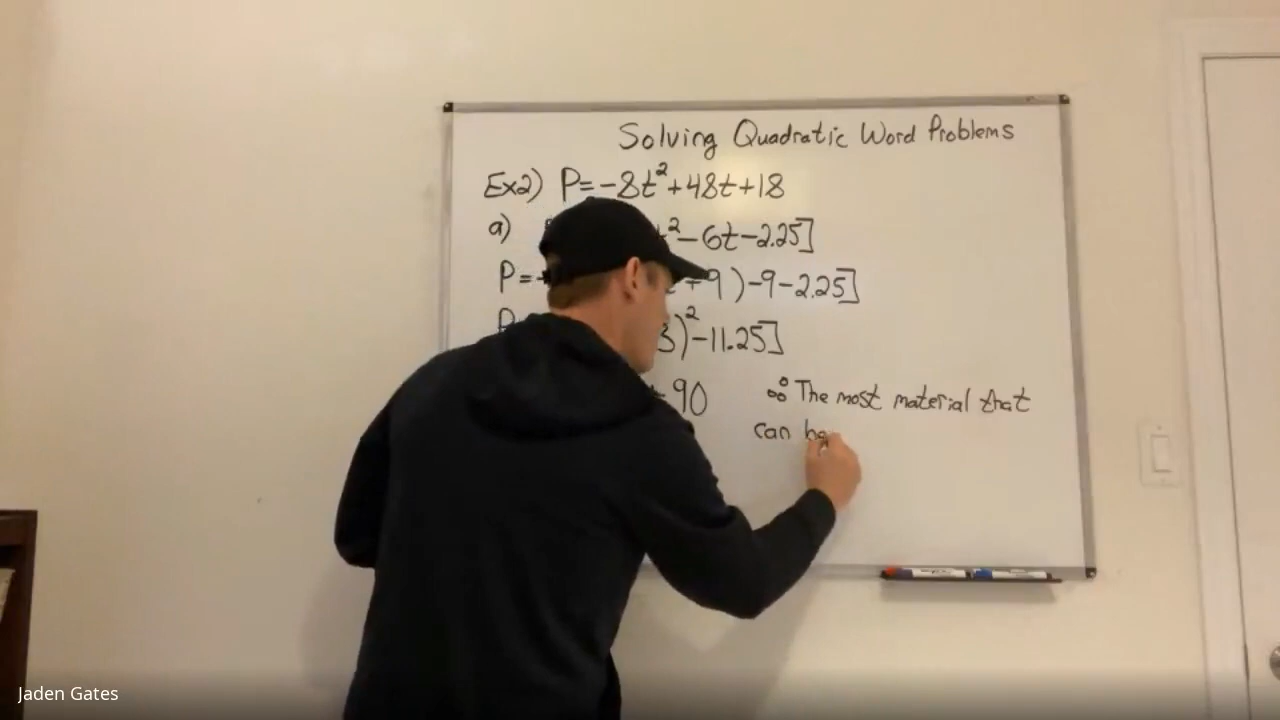 Solving Quadratic Word Problems
Ex2) P=-8t²+48t+18
a) t²-6t-2.25]
P=- +9)-9-2.25]
P 3)²-11.25]
90 ∴ The most material that
can
Jaden Gates